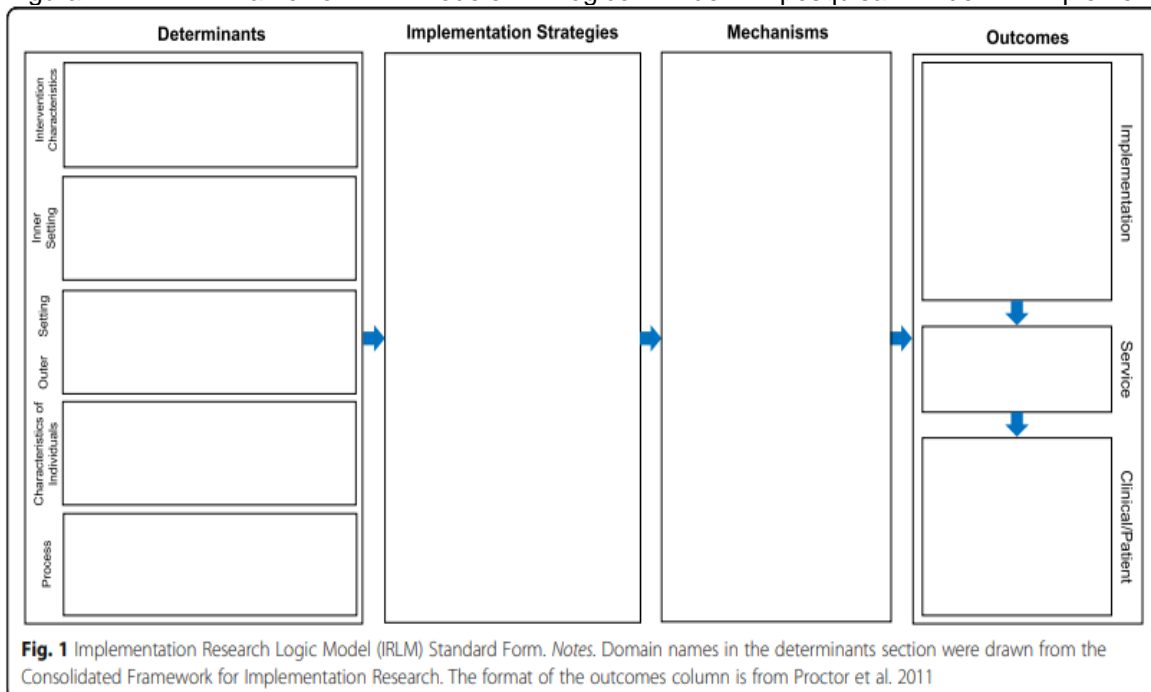 Determinants
Implementation Strategies
Mechanisms
Outcomes
Intervention
Characteristics
Inner
Setting
Outer Setting
Characteristics of
Individuals
Process
Implementation
Service
Clinical/Patient
Fig. 1 Implementation Research Logic Model (IRLM) Standard Form. Notes. Domain names in the determinants section were drawn from the
Consolidated Framework for Implementation Research. The format of the outcomes column is from Proctor et al. 2011